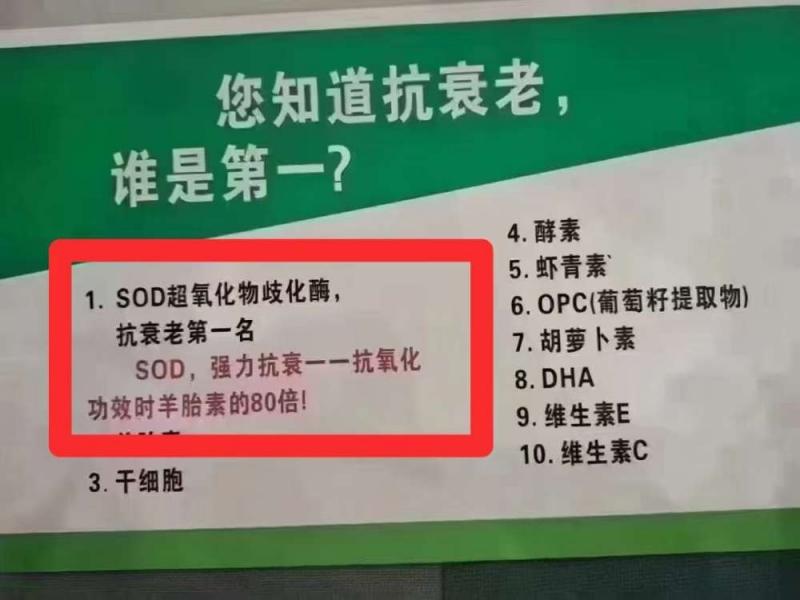 您知道抗衰老，
谁是第一？
1. SOD超氧化物歧化酶，
抗衰老第一名
SOD，强力抗衰一一抗氧化
功效时羊胎素的80倍！
3. 干细胞
4. 酵素
5. 虾青素
6. OPC(葡萄籽提取物)
7. 胡萝卜素
8. DHA
9. 维生素E
10. 维生素C